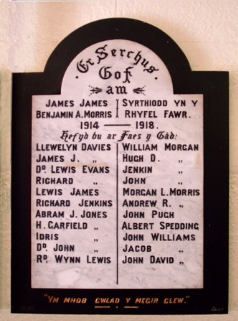 Er Serchus
Gof
am
JAMES JAMES SYRTHIODD YN Y
BENJAMIN A. MORRIS RHYFEL FAWR.
1914 — 1918.
Hefyd bu ar Faes y Gad:
LLEWELYN DAVIES WILLIAM MORGAN
JAMES J. " HUGH D. "
DD. LEWIS EVANS JENKIN "
RICHARD " JOHN "
LEWIS JAMES MORGAN L. MORRIS
RICHARD JENKINS ANDREW R. "
ABRAM J. JONES JOHN PUGH
H. GARFIELD " ALBERT SPEDDING
IDRIS " JOHN WILLIAMS
DD. JOHN " JACOB "
RD. WYNN LEWIS JOHN DAVID "
"YM MHOB GWLAD Y MEGIR GLEW."